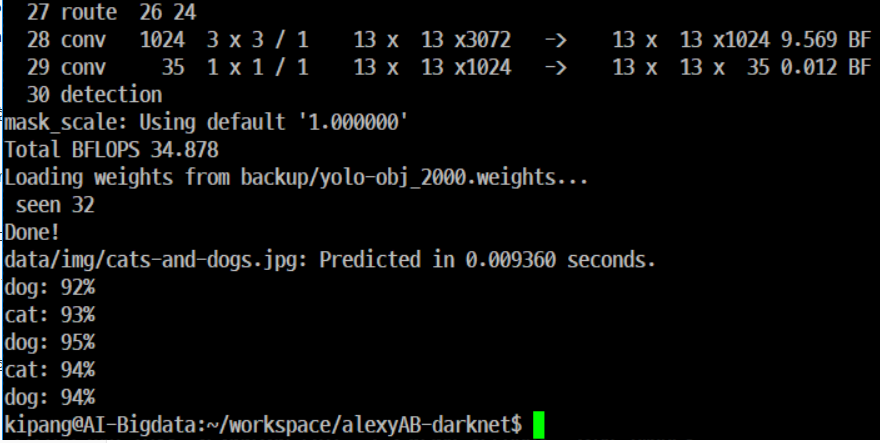 27 route  26 24
28 conv   1024  3 x 3 / 1    13 x  13 x3072   ->    13 x  13 x1024 9.569 BF
29 conv     35  1 x 1 / 1    13 x  13 x1024   ->    13 x  13 x  35 0.012 BF
30 detection
mask_scale: Using default '1.000000'
Total BFLOPS 34.878
Loading weights from backup/yolo-obj_2000.weights...
seen 32
Done!
data/img/cats-and-dogs.jpg: Predicted in 0.009360 seconds.
dog: 92%
cat: 93%
dog: 95%
cat: 94%
dog: 94%
kipang@AI-Bigdata:~/workspace/alexyAB-darknet$